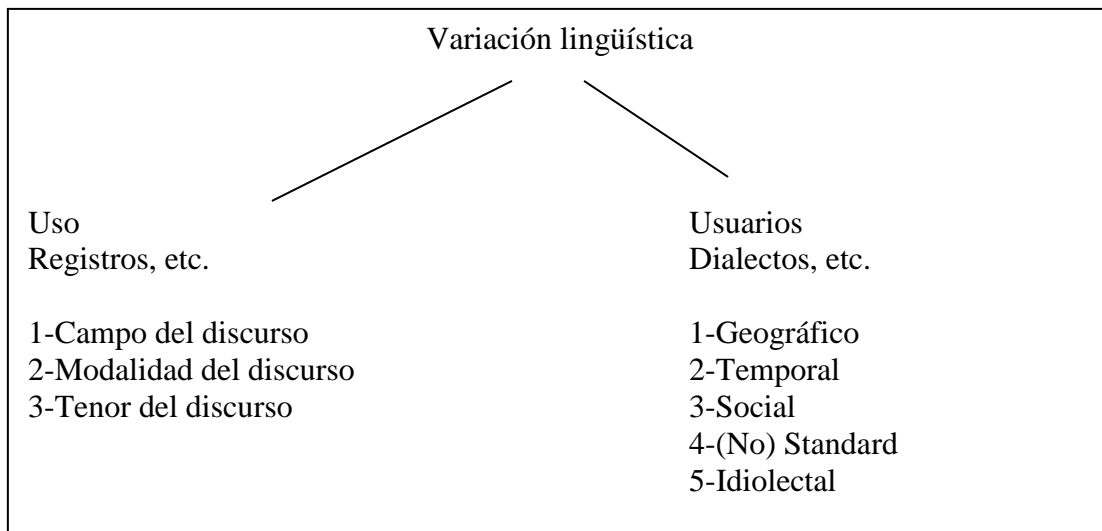 Variación lingüística
Uso
Registros, etc.
1-Campo del discurso
2-Modalidad del discurso
3-Tenor del discurso
Usuarios
Dialectos, etc.
1-Geográfico
2-Temporal
3-Social
4-(No) Standard
5-Idiolectal